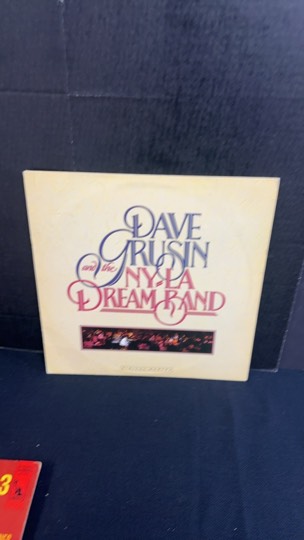 DAVE
GRUSIN
and the
NY-LA
DREAM BAND
3